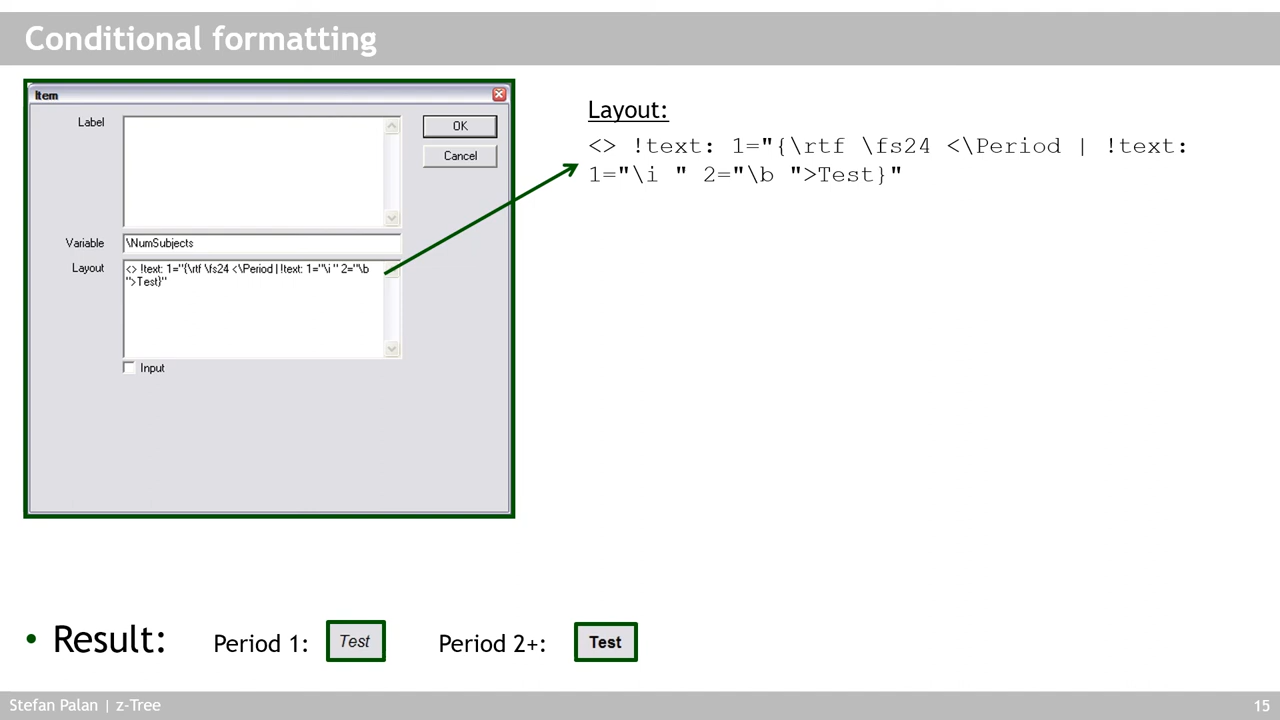 Conditional formatting
Item
Label
OK
Cancel
Variable
\NumSubjects
Layout
<> !text: 1="{\rtf \fs24 <\Period | !text: 1="\i " 2="\b
">Test}"
Input
Layout:
<> !text: 1="{\rtf \fs24 <\Period | !text:
1="\i " 2="\b ">Test}"
• Result:
Period 1:
Test
Period 2+:
Test
Stefan Palan | z-Tree
15